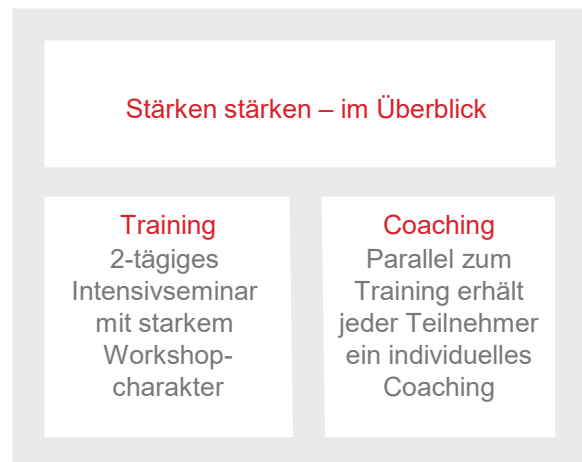 Stärken stärken – im Überblick
Training
2-tägiges
Intensivseminar
mit starkem
Workshop-
charakter
Coaching
Parallel zum
Training erhält
jeder Teilnehmer
ein individuelles
Coaching